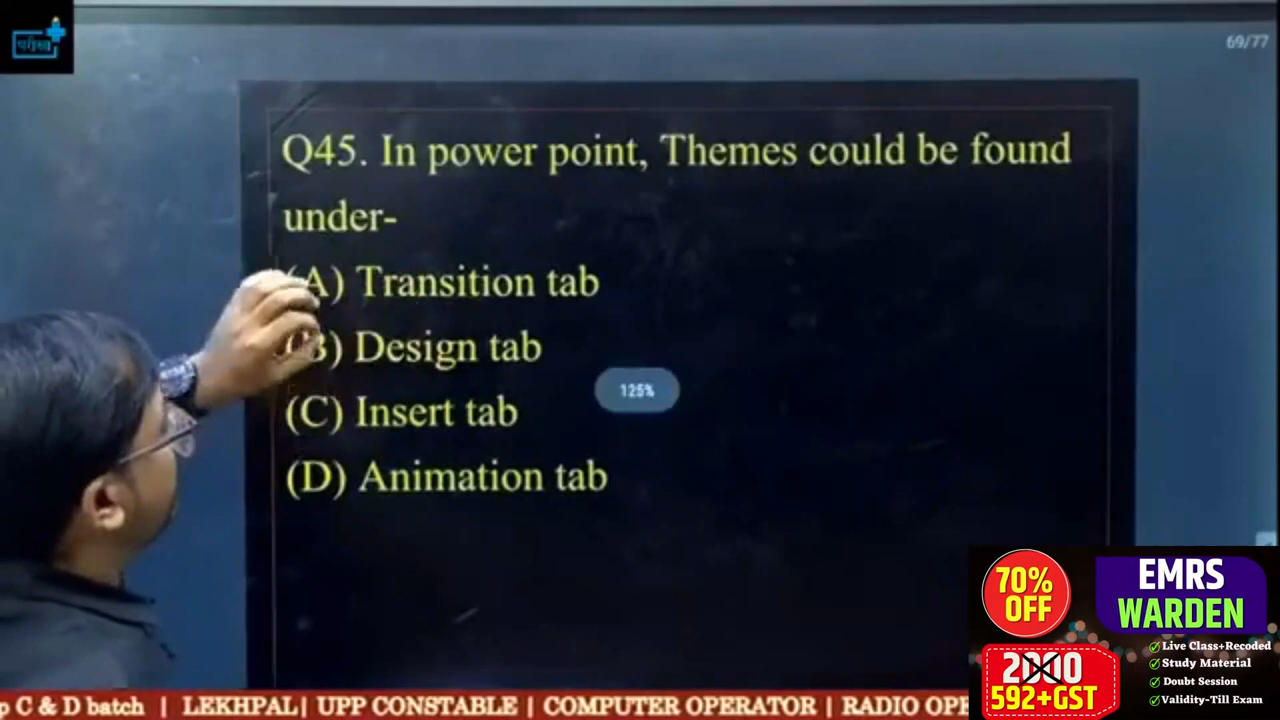 परीक्षा
69/77
Q45. In power point, Themes could be found
under-
(A) Transition tab
(B) Design tab
(C) Insert tab
(D) Animation tab
125%
70%
OFF
EMRS
WARDEN
2000
592+GST
Live Class+Recoded
Study Material
Doubt Session
Validity-Till Exam
p C & D batch | LEKHPAL| UPP CONSTABLE | COMPUTER OPERATOR | RADIO OPE